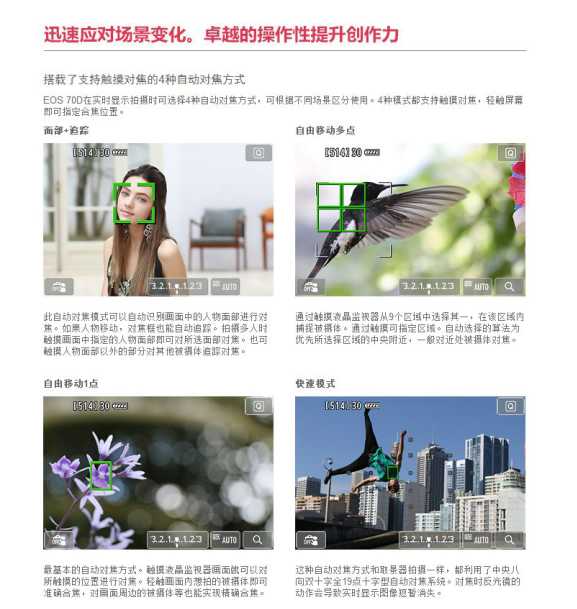 迅速应对场景变化。卓越的操作性提升创作力
搭载了支持触摸对焦的4种自动对焦方式
EOS 70D在实时显示拍摄时可选择4种自动对焦方式，可根据不同场景区分使用。4种模式都支持触摸对焦，轻触屏幕
即可指定合焦位置。
面部+追踪
[514] 30
Q
3..2..1..0..1..2..3
AUTO
此自动对焦模式可以自动识别画面中的人物面部进行对
焦。如果人物移动，对焦框也能自动追踪。拍摄多人时
触摸画面中指定的人物面部即可对所选面部对焦。也可
触摸人物面部以外的部分对其他被摄体追踪对焦。
自由移动多点
[514] 30
Q
3..2..1..0..1..2..3
AUTO
通过触摸液晶监视器从9个区域中选择其一，在该区域内
捕捉被摄体。通过触摸可指定区域。自动选择的算法为
优先所选择区域的中央附近，一般对近处被摄体对焦。
自由移动1点
[514] 30
Q
3..2..1..0..1..2..3
AUTO
最基本的自动对焦方式。触摸液晶监视器画面就可以对
所触摸的位置进行对焦。轻触画面内想拍的被摄体即可
准确合焦，对画面周边的被摄体等也能实现精确合焦。
快速模式
[514] 30
Q
3..2..1..0..1..2..3
AUTO
这种自动对焦方式和取景器拍摄一样，都利用了中央八
向双十字全19点十字型自动对焦系统。对焦时反光镜的
动作会导致实时显示图像短暂消失。